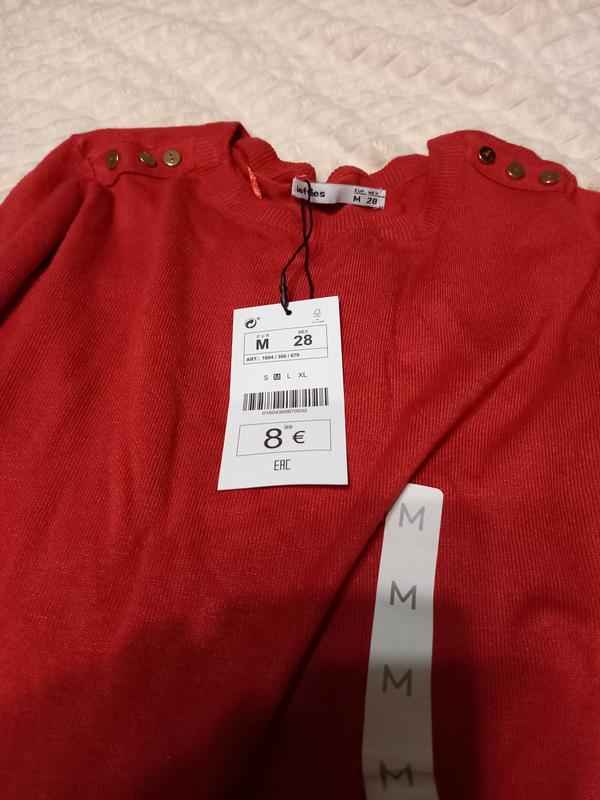 lefties
EUR MEX
M 28
EUR MEX
M 28
ART.: 1604 / 300 / 670
S M L XL
01604300670032
8,99 €
EAC
M
M
M
M